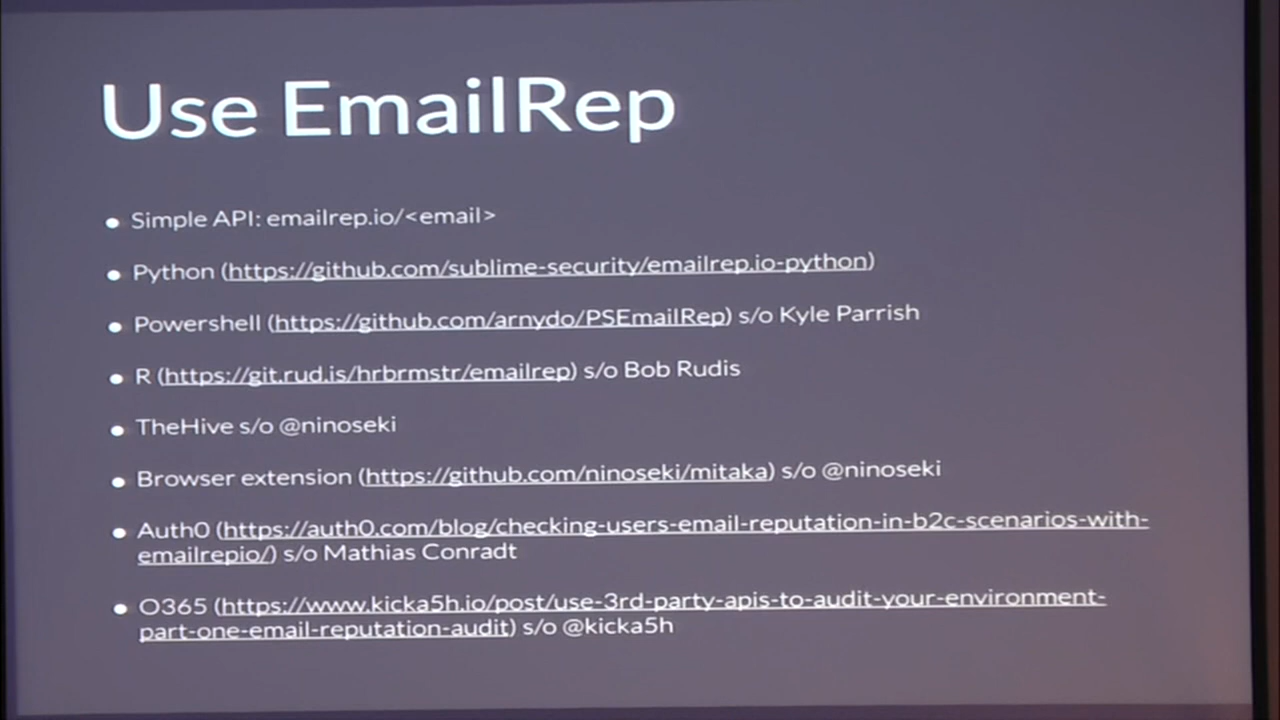 Use EmailRep
• Simple API: emailrep.io/<email>
• Python (https://github.com/sublime-security/emailrep.io-python)
• Powershell (https://github.com/arnydo/PSEmailRep) s/o Kyle Parrish
• R (https://git.rud.is/hrbrmstr/emailrep) s/o Bob Rudis
• TheHive s/o @ninoseki
• Browser extension (https://github.com/ninoseki/mitaka) s/o @ninoseki
• Auth0 (https://auth0.com/blog/checking-users-email-reputation-in-b2c-scenarios-with-
emailrepio/) s/o Mathias Conradt
• O365 (https://www.kicka5h.io/post/use-3rd-party-apis-to-audit-your-environment-
part-one-email-reputation-audit) s/o @kicka5h